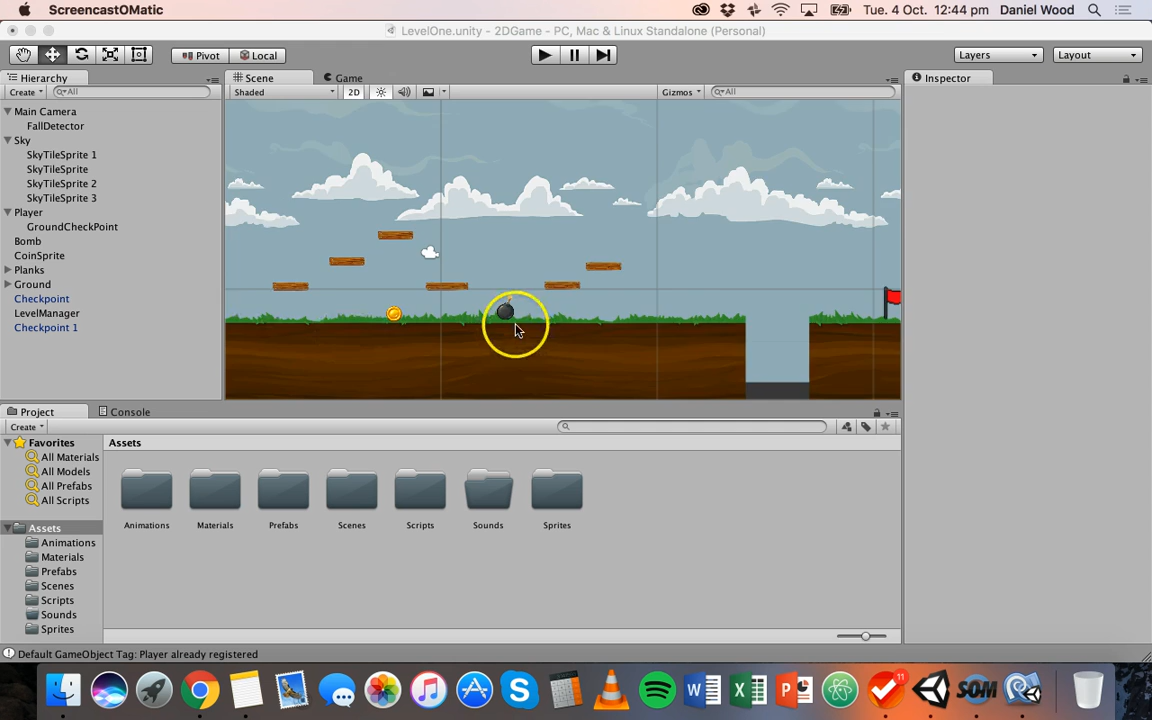 ScreencastOMatic Tue. 4 Oct. 12:44 pm Daniel Wood
LevelOne.unity - 2DGame - PC, Mac & Linux Standalone (Personal)
Pivot Local Layers Layout
Hierarchy Scene Game Inspector
Create All Shaded 2D Gizmos All
Main Camera
FallDetector
Sky
SkyTileSprite 1
SkyTileSprite
SkyTileSprite 2
SkyTileSprite 3
Player
GroundCheckPoint
Bomb
CoinSprite
Planks
Ground
Checkpoint
LevelManager
Checkpoint 1
Project Console
Create
Favorites Assets
All Materials
All Models
All Prefabs
All Scripts
Animations Materials Prefabs Scenes Scripts Sounds Sprites
Assets
Animations
Materials
Prefabs
Scenes
Scripts
Sounds
Sprites
Default GameObject Tag: Player already registered
11
SOM